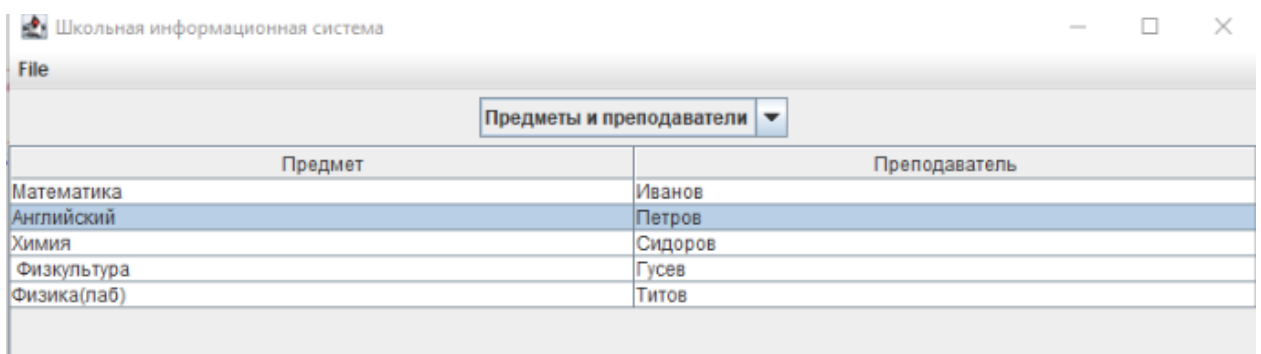 Школьная информационная система
File
Предметы и преподаватели
Предмет Преподаватель
Математика Иванов
Английский Петров
Химия Сидоров
Физкультура Гусев
Физика(лаб) Титов